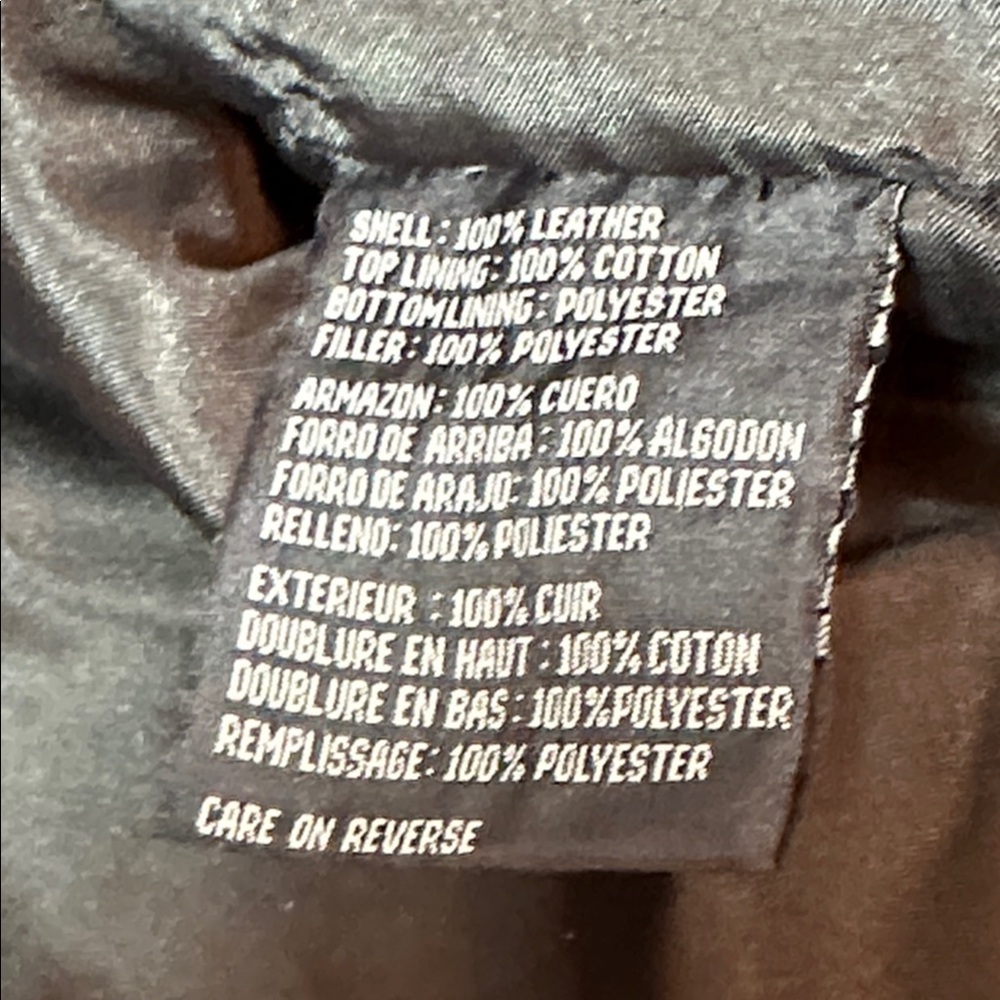 SHELL: 100% LEATHER
TOP LINING: 100% COTTON
BOTTOM LINING: POLYESTER
FILLER: 100% POLYESTER
ARMAZON: 100% CUERO
FORRO DE ARRIBA: 100% ALGODON
FORRO DE ARAJO: 100% POLIESTER
RELLENO: 100% POLIESTER
EXTERIEUR : 100% CUIR
DOUBLURE EN HAUT : 100% COTON
DOUBLURE EN BAS: 100% POLYESTER
REMPLISSAGE: 100% POLYESTER
CARE ON REVERSE